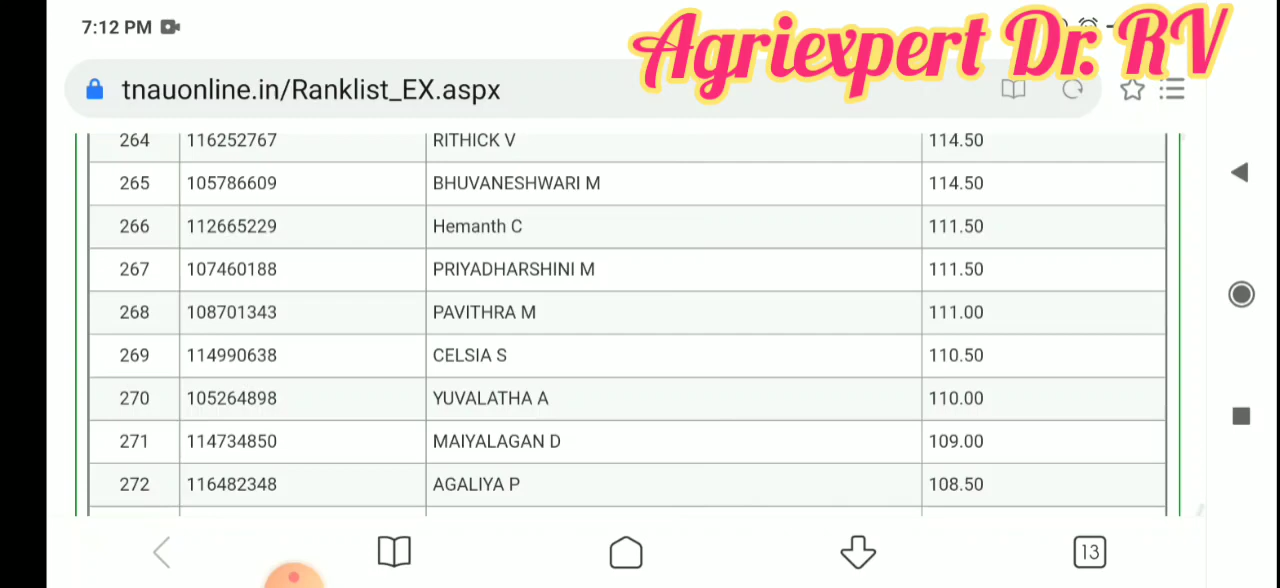 7:12 PM
Agriexpert Dr. RV
tnauonline.in/Ranklist_EX.aspx
264 116252767 RITHICK V 114.50
265 105786609 BHUVANESHWARI M 114.50
266 112665229 Hemanth C 111.50
267 107460188 PRIYADHARSHINI M 111.50
268 108701343 PAVITHRA M 111.00
269 114990638 CELSIA S 110.50
270 105264898 YUVALATHA A 110.00
271 114734850 MAIYALAGAN D 109.00
272 116482348 AGALIYA P 108.50
13